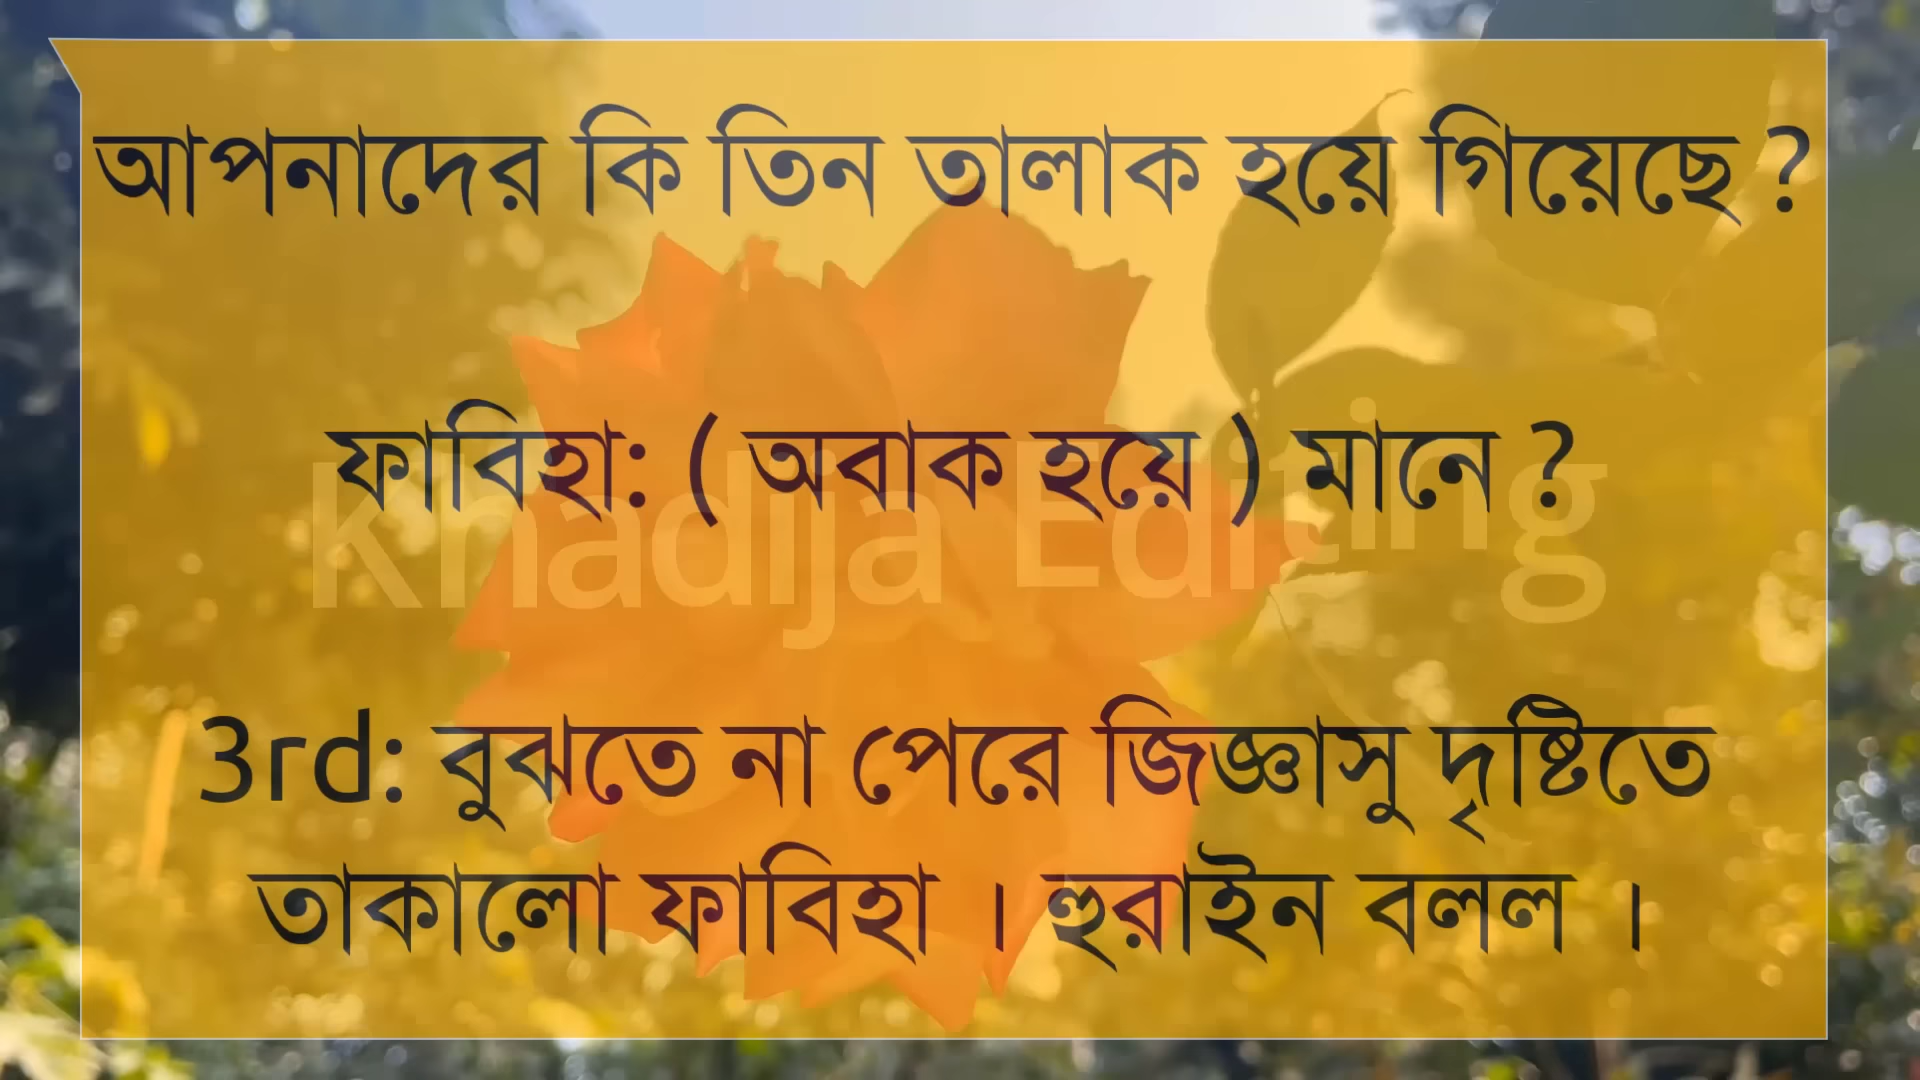 আপনাদের কি তিন তালাক হয়ে গিয়েছে ?
ফাবিহা: ( অবাক হয়ে ) মানে ?
Khadija Editing
3rd: বুঝতে না পেরে জিজ্ঞাসু দৃষ্টিতে
তাকালো ফাবিহা । হুরাইন বলল ।